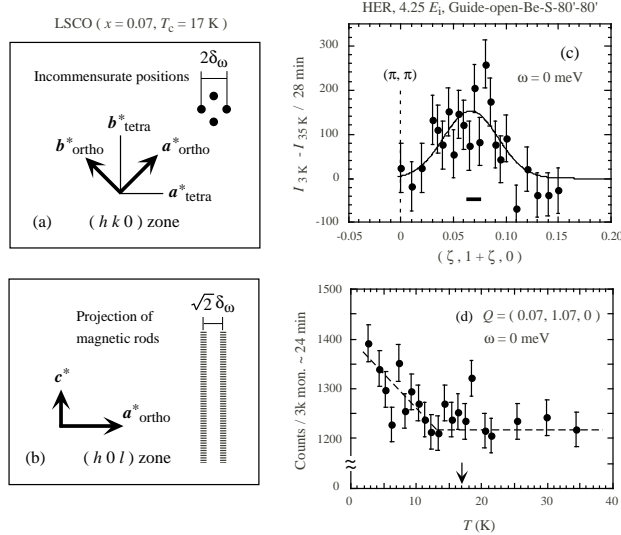 LSCO ( x = 0.07, Tc = 17 K )
Incommensurate positions
2δω
b*tetra
b*ortho
a*ortho
a*tetra
(a)
( h k 0 ) zone
Projection of
magnetic rods
√2 δω
c*
a*ortho
(b)
( h 0 l ) zone
HER, 4.25 Ei, Guide-open-Be-S-80'-80'
(c)
(π, π)
ω = 0 meV
I 3 K - I 35 K / 28 min
300
200
100
0
-100
-0.05
0
0.05
0.10
0.15
0.20
( ζ , 1 + ζ , 0 )
(d)
Q = ( 0.07, 1.07, 0 )
ω = 0 meV
Counts / 3k mon. ~ 24 min
1500
1400
1300
1200
0
≈
≈
0
10
20
30
40
T (K)